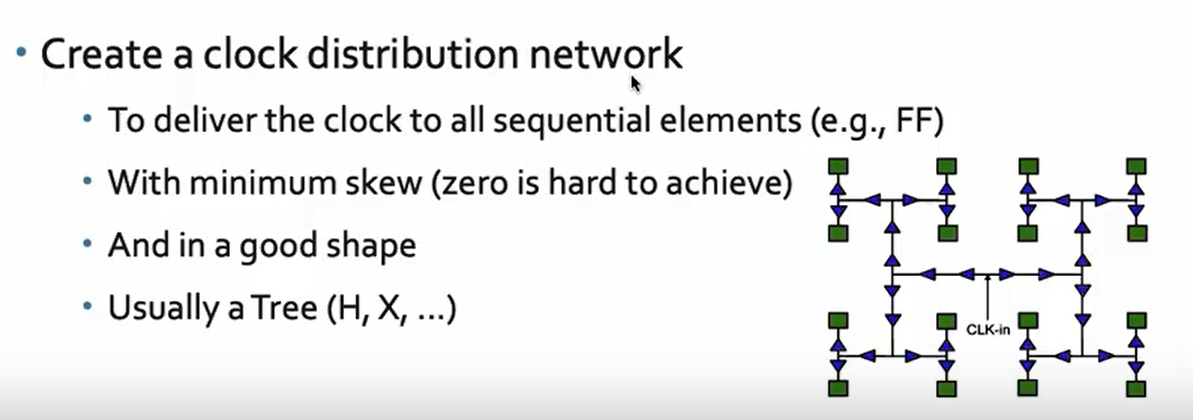 • Create a clock distribution network
• To deliver the clock to all sequential elements (e.g., FF)
• With minimum skew (zero is hard to achieve)
• And in a good shape
• Usually a Tree (H, X, ...)
CLK-in